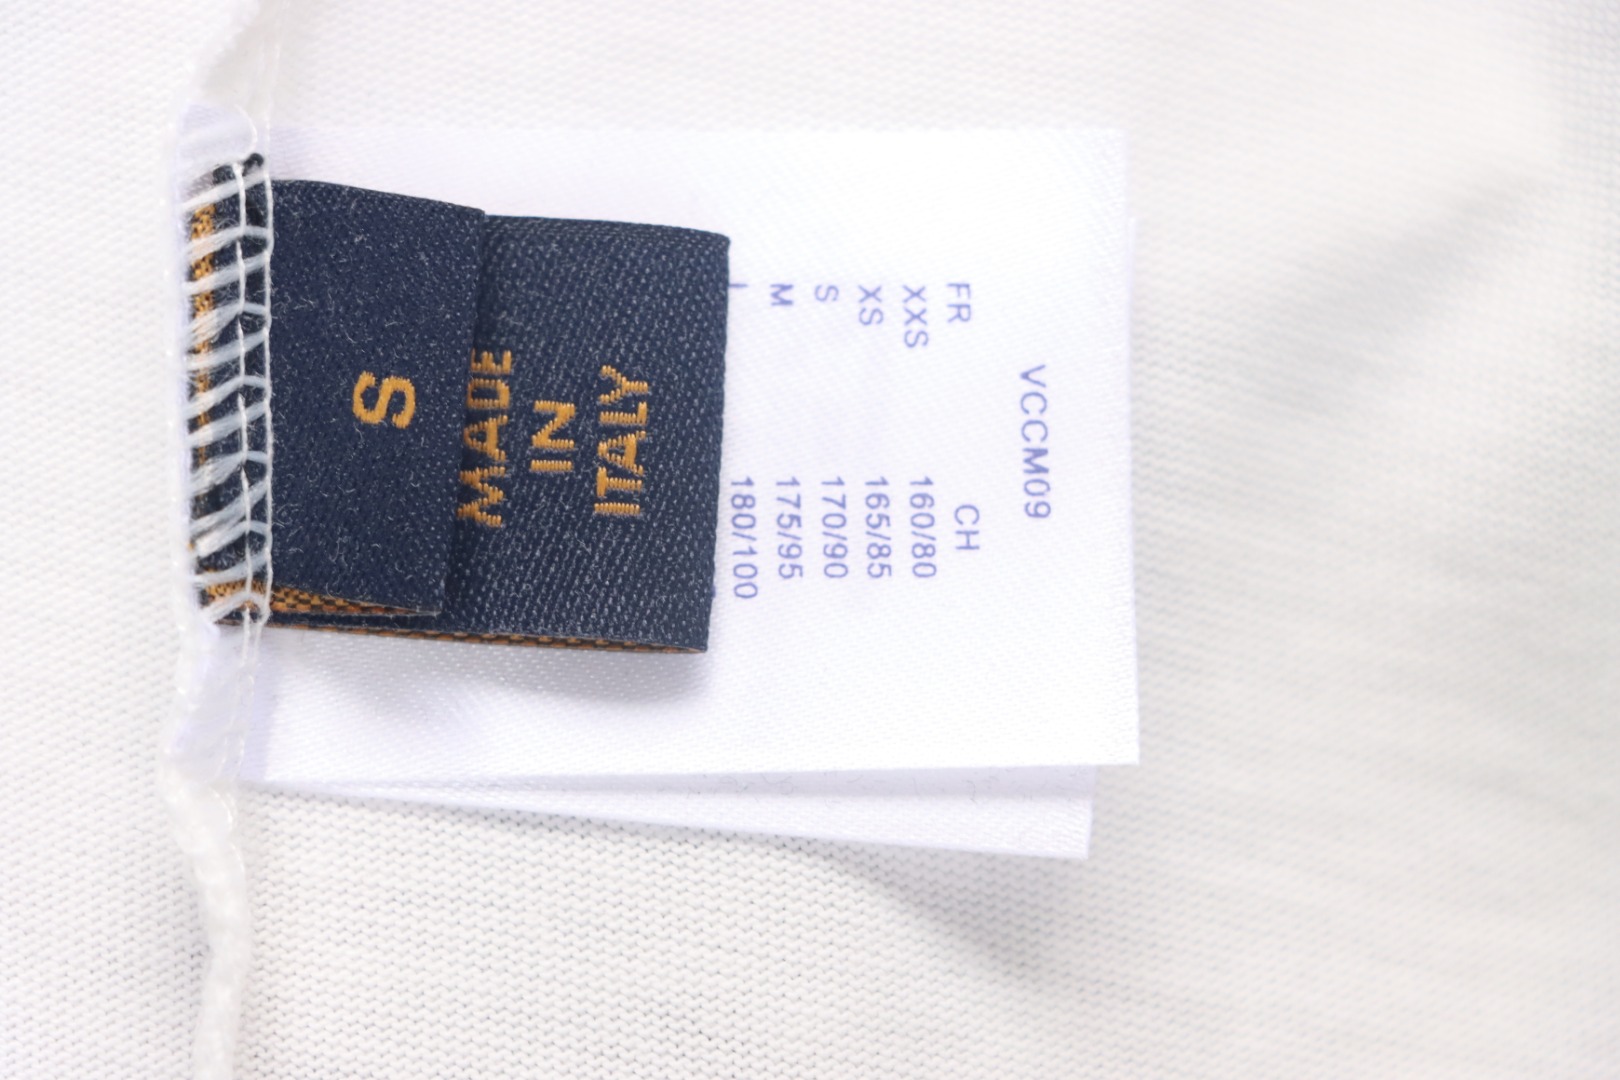 S
MADE
IN
ITALY
VCCM09
FR CH
XXS 160/80
XS 165/85
S 170/90
M 175/95
180/100